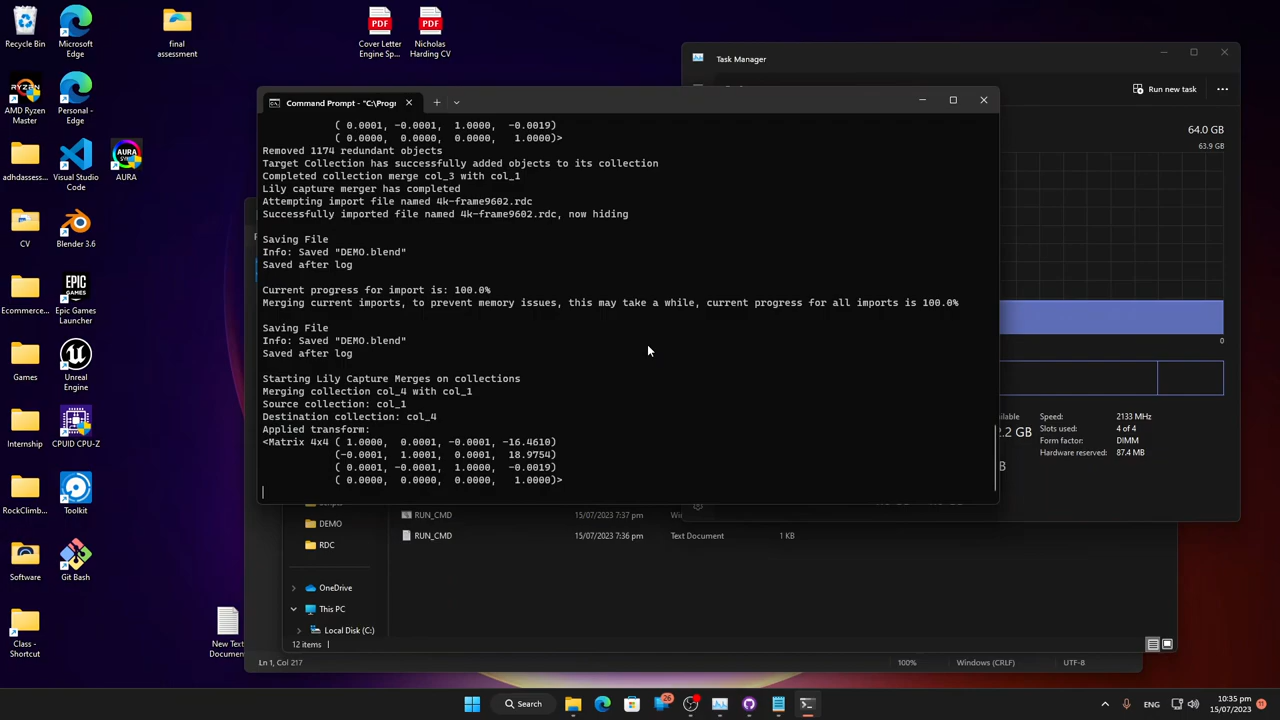 Recycle Bin
Microsoft Edge
final assessment
Cover Letter Engine Sp...
Nicholas Harding CV
AMD Ryzen Master
Personal - Edge
adhdassess...
Visual Studio Code
AURA
CV
Blender 3.6
Ecommerce...
Epic Games Launcher
Games
Unreal Engine
Internship
CPUID CPU-Z
RockClimb...
Toolkit
Software
Git Bash
Class - Shortcut
New Text Document...
Task Manager
Run new task
64.0 GB
63.9 GB
0
Speed: 2133 MHz
Slots used: 4 of 4
Form factor: DIMM
Hardware reserved: 87.4 MB
Command Prompt - "C:\Progr
( 0.0001, -0.0001, 1.0000, -0.0019)
( 0.0000, 0.0000, 0.0000, 1.0000)>
Removed 1174 redundant objects
Target Collection has successfully added objects to its collection
Completed collection merge col_3 with col_1
Lily capture merger has completed
Attempting import file named 4k-frame9602.rdc
Successfully imported file named 4k-frame9602.rdc, now hiding
Saving File
Info: Saved "DEMO.blend"
Saved after log
Current progress for import is: 100.0%
Merging current imports, to prevent memory issues, this may take a while, current progress for all imports is 100.0%
Saving File
Info: Saved "DEMO.blend"
Saved after log
Starting Lily Capture Merges on collections
Merging collection col_4 with col_1
Source collection: col_1
Destination collection: col_4
Applied transform:
<Matrix 4x4 ( 1.0000, 0.0001, -0.0001, -16.4610)
(-0.0001, 1.0001, 0.0001, 18.9754)
( 0.0001, -0.0001, 1.0000, -0.0019)
( 0.0000, 0.0000, 0.0000, 1.0000)>
RUN_CMD 15/07/2023 7:37 pm
RUN_CMD 15/07/2023 7:36 pm Text Document 1 KB
DEMO
RDC
OneDrive
This PC
Local Disk (C:)
12 items
Ln 1, Col 217
100%
Windows (CRLF)
UTF-8
Search
26
ENG
10:35 pm
15/07/2023